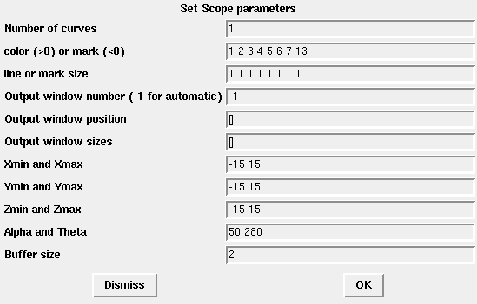 Set Scope parameters
Number of curves 1
color (>0) or mark (<0) 1 2 3 4 5 6 7 13
line or mark size 1 1 1 1 1 1 1 1
Output window number (-1 for automatic) -1
Output window position []
Output window sizes []
Xmin and Xmax -15 15
Ymin and Ymax -15 15
Zmin and Zmax -15 15
Alpha and Theta 50 280
Buffer size 2
Dismiss OK